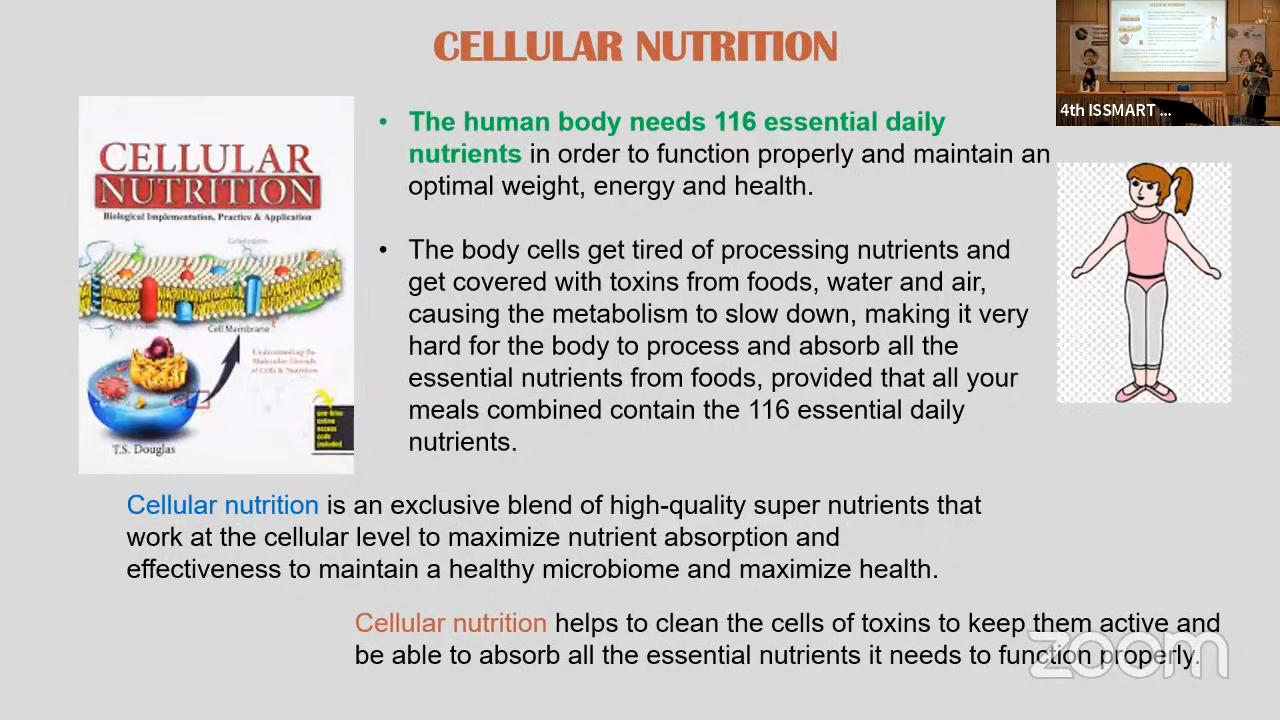 CELLULAR NUTRITION
4th ISSMART ...
CELLULAR
NUTRITION
Biological Implementation, Practice & Application
Cell Membrane
Understanding the
Molecular Threads
of Cells & Nutrition
T.S. Douglas
• The human body needs 116 essential daily
nutrients in order to function properly and maintain an
optimal weight, energy and health.
• The body cells get tired of processing nutrients and
get covered with toxins from foods, water and air,
causing the metabolism to slow down, making it very
hard for the body to process and absorb all the
essential nutrients from foods, provided that all your
meals combined contain the 116 essential daily
nutrients.
Cellular nutrition is an exclusive blend of high-quality super nutrients that
work at the cellular level to maximize nutrient absorption and
effectiveness to maintain a healthy microbiome and maximize health.
Cellular nutrition helps to clean the cells of toxins to keep them active and
be able to absorb all the essential nutrients it needs to function properly.
zoom